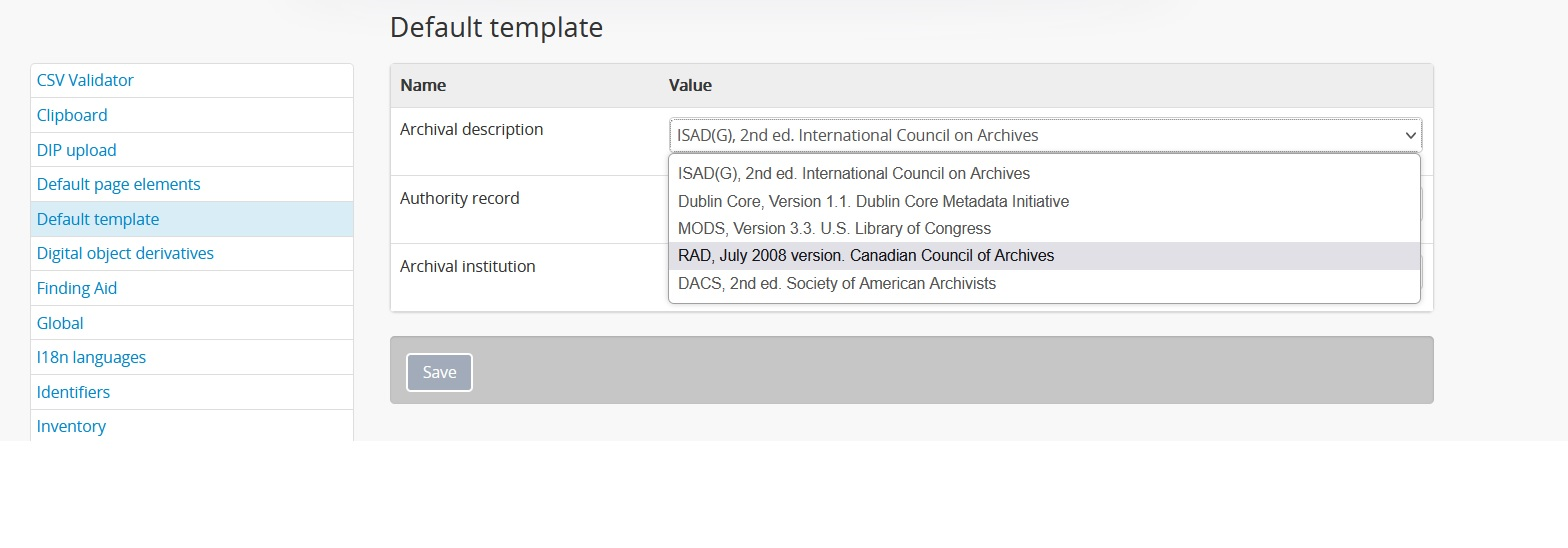 Default template
CSV Validator
Clipboard
DIP upload
Default page elements
Default template
Digital object derivatives
Finding Aid
Global
I18n languages
Identifiers
Inventory
Name Value
Archival description
ISAD(G), 2nd ed. International Council on Archives
ISAD(G), 2nd ed. International Council on Archives
Dublin Core, Version 1.1. Dublin Core Metadata Initiative
MODS, Version 3.3. U.S. Library of Congress
RAD, July 2008 version. Canadian Council of Archives
DACS, 2nd ed. Society of American Archivists
Authority record
Archival institution
Save